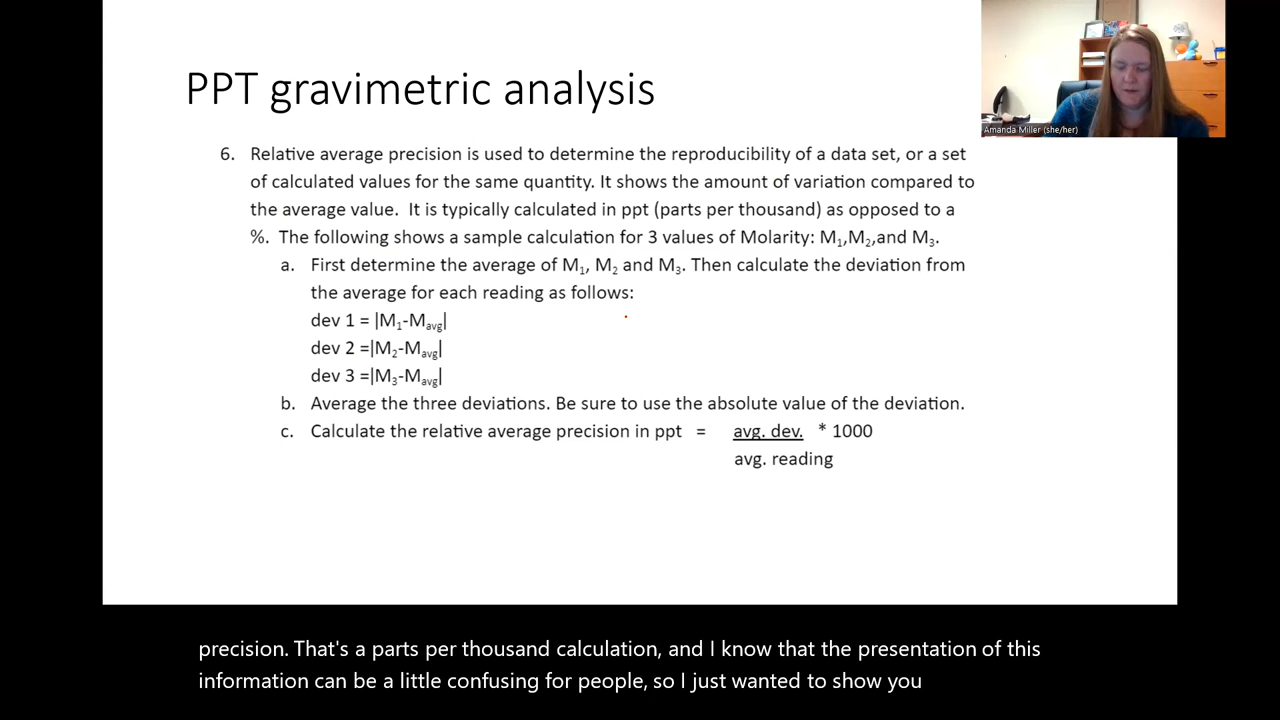 PPT gravimetric analysis
Amanda Miller (she/her)
6. Relative average precision is used to determine the reproducibility of a data set, or a set
of calculated values for the same quantity. It shows the amount of variation compared to
the average value.  It is typically calculated in ppt (parts per thousand) as opposed to a
%.  The following shows a sample calculation for 3 values of Molarity: M₁,M₂,and M₃.
a. First determine the average of M₁, M₂ and M₃. Then calculate the deviation from
the average for each reading as follows:
dev 1 = |M₁-Mavg|
dev 2 =|M₂-Mavg|
dev 3 =|M₃-Mavg|
b. Average the three deviations. Be sure to use the absolute value of the deviation.
c. Calculate the relative average precision in ppt = avg. dev. * 1000
avg. reading
precision. That's a parts per thousand calculation, and I know that the presentation of this
information can be a little confusing for people, so I just wanted to show you